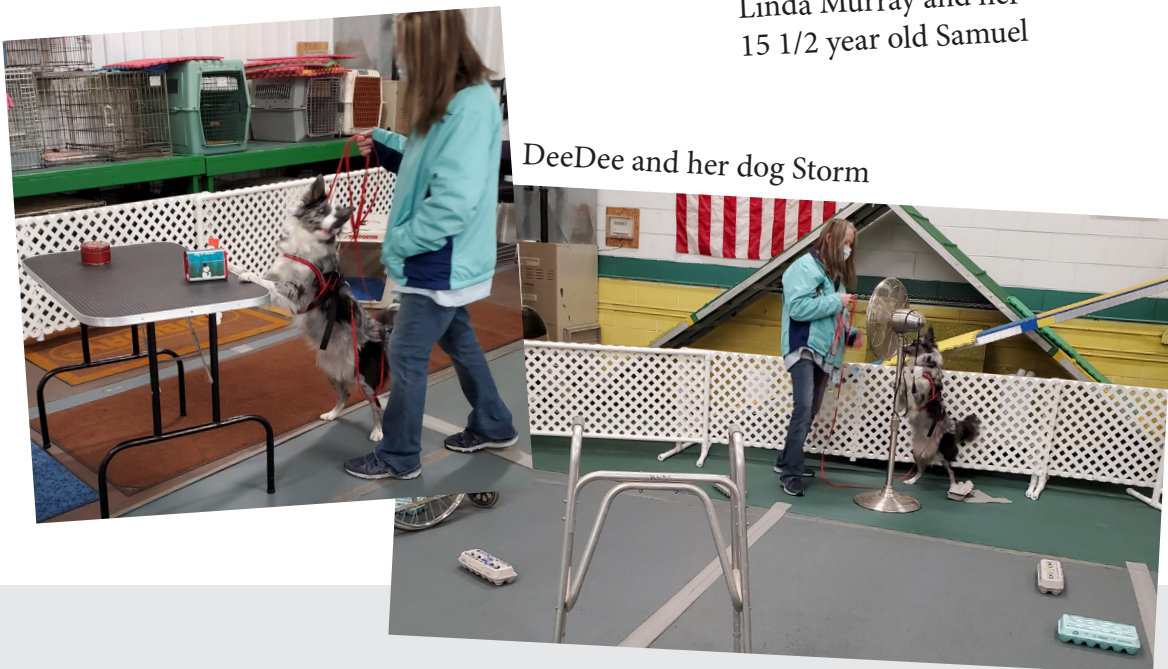 Linda Murray and her
15 1/2 year old Samuel
DeeDee and her dog Storm